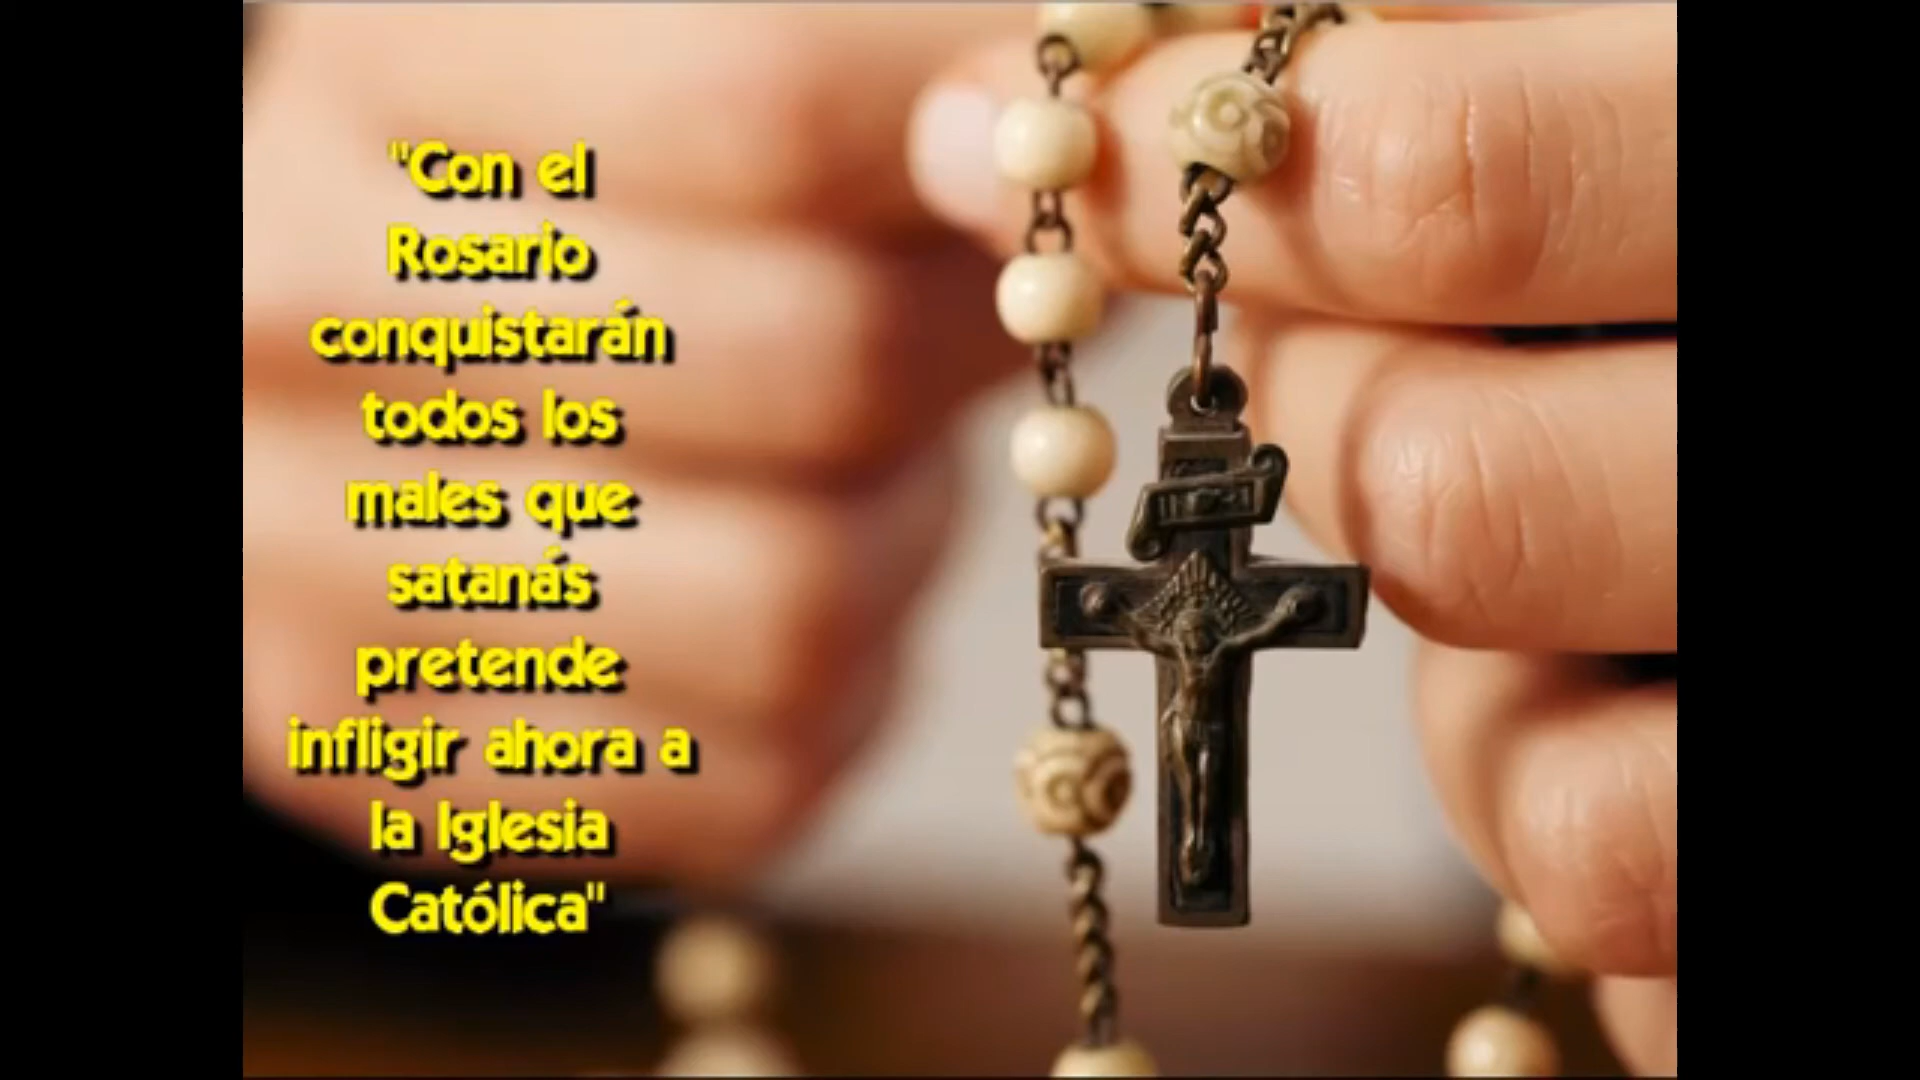 "Con el
Rosario
conquistarán
todos los
males que
satanás
pretende
infligir ahora a
la Iglesia
Católica"